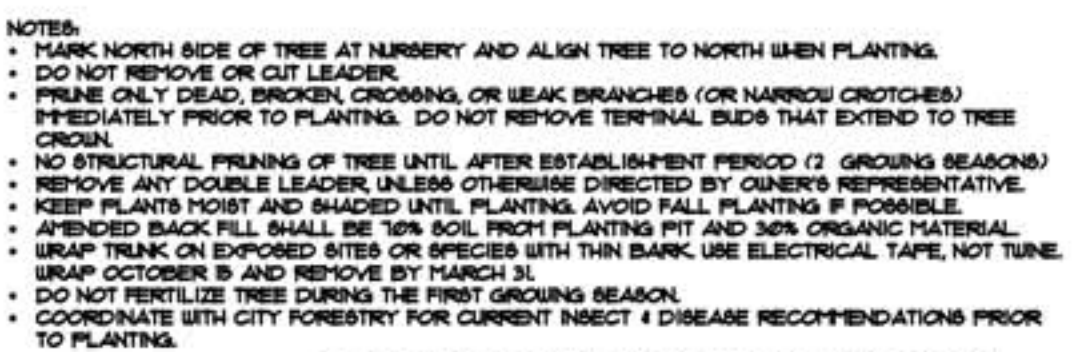 NOTES:
• MARK NORTH SIDE OF TREE AT NURSERY AND ALIGN TREE TO NORTH WHEN PLANTING.
• DO NOT REMOVE OR CUT LEADER.
• PRUNE ONLY DEAD, BROKEN, CROSSING, OR WEAK BRANCHES (OR NARROW CROTCHES)
IMMEDIATELY PRIOR TO PLANTING. DO NOT REMOVE TERMINAL BUDS THAT EXTEND TO TREE
CROWN.
• NO STRUCTURAL PRUNING OF TREE UNTIL AFTER ESTABLISHMENT PERIOD (2 GROWING SEASONS)
• REMOVE ANY DOUBLE LEADER, UNLESS OTHERWISE DIRECTED BY OWNER'S REPRESENTATIVE.
• KEEP PLANTS MOIST AND SHADED UNTIL PLANTING. AVOID FALL PLANTING IF POSSIBLE.
• AMENDED BACK FILL SHALL BE 70% SOIL FROM PLANTING PIT AND 30% ORGANIC MATERIAL.
• WRAP TRUNK ON EXPOSED SITES OR SPECIES WITH THIN BARK. USE ELECTRICAL TAPE, NOT TWINE.
WRAP OCTOBER 15 AND REMOVE BY MARCH 31.
• DO NOT FERTILIZE TREE DURING THE FIRST GROWING SEASON.
• COORDINATE WITH CITY FORESTRY FOR CURRENT INSECT & DISEASE RECOMMENDATIONS PRIOR
TO PLANTING.